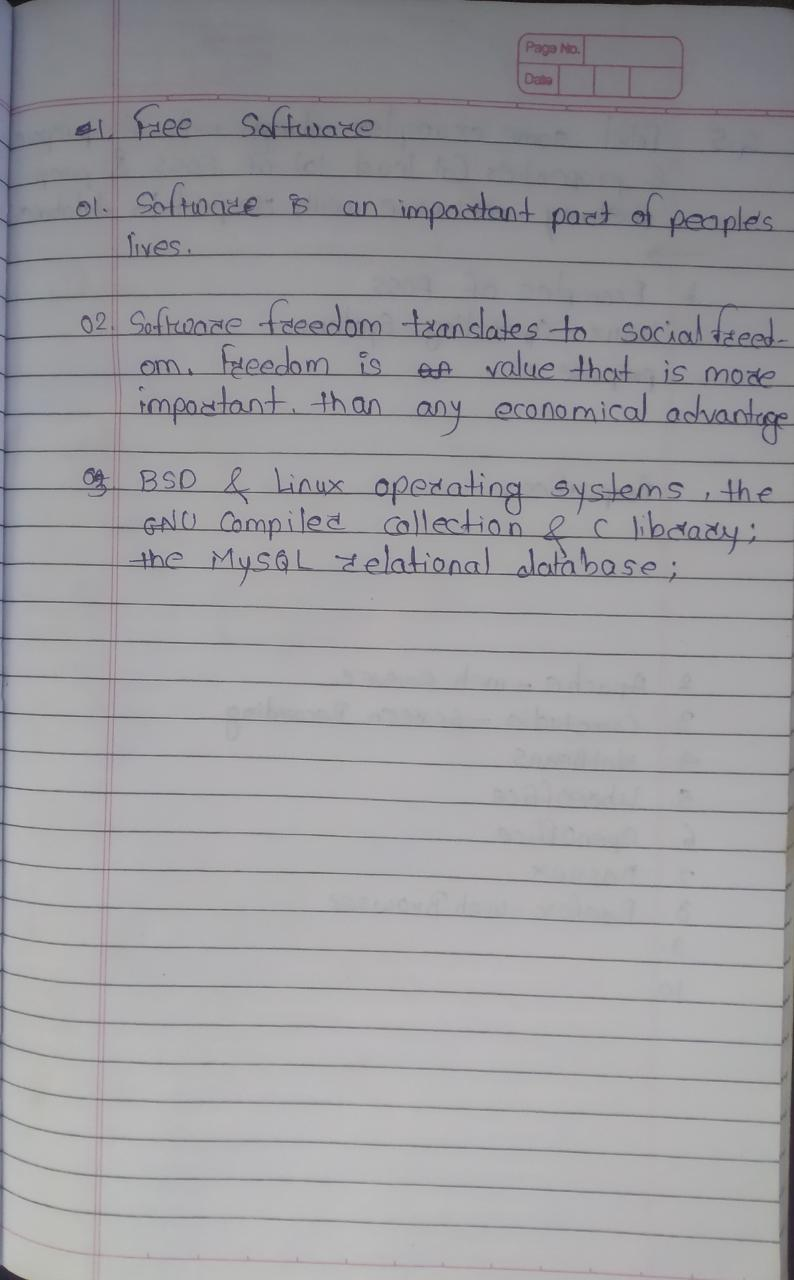 Page No.
Date
1. Free Software
01. Software is an important part of people's
lives.
02. Software freedom translates to social freed-
om. Freedom is value that is more
important. than any economical advantage
03. BSD & Linux operating systems, the
GNU Compiler collection & C library;
the MySQL relational database;